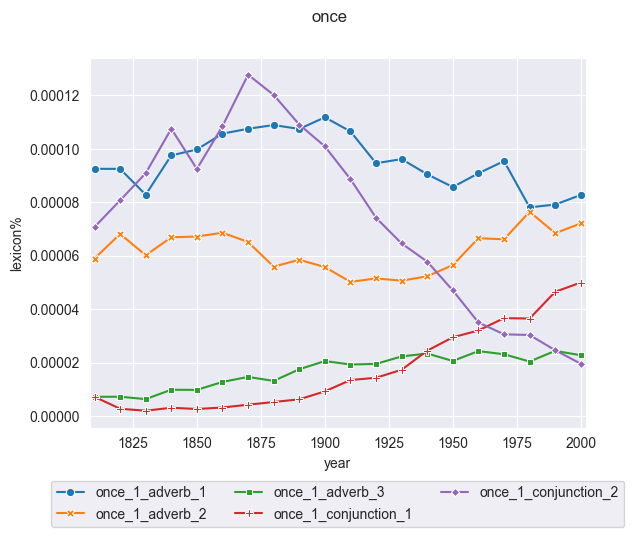 once
0.00012
0.00010
0.00008
0.00006
0.00004
0.00002
0.00000
lexicon%
1825 1850 1875 1900 1925 1950 1975 2000
year
once_1_adverb_1 once_1_adverb_3 once_1_conjunction_2
once_1_adverb_2 once_1_conjunction_1